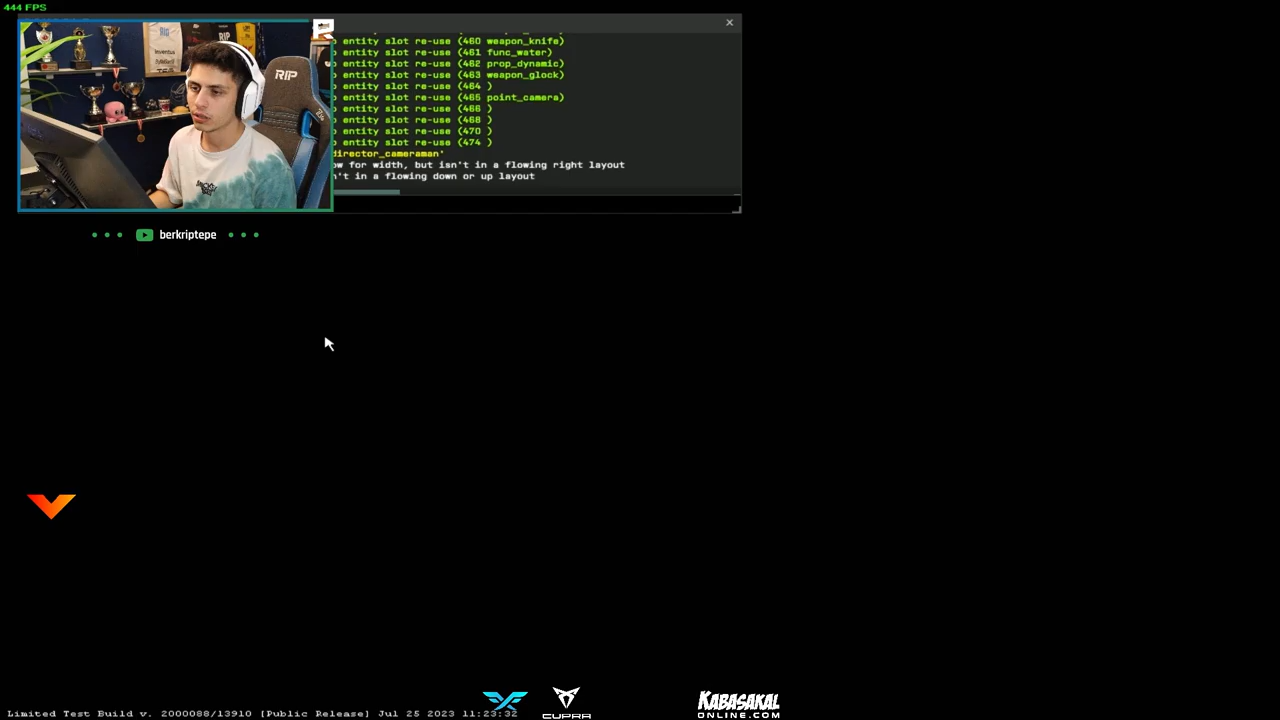 444 FPS
entity slot re-use (460 weapon_knife)
entity slot re-use (461 func_water)
entity slot re-use (462 prop_dynamic)
entity slot re-use (463 weapon_glock)
entity slot re-use (464 )
entity slot re-use (465 point_camera)
entity slot re-use (466 )
entity slot re-use (468 )
entity slot re-use (470 )
entity slot re-use (474 )
director_cameraman'
ow for width, but isn't in a flowing right layout
n't in a flowing down or up layout
RIP
RIP
berkriptepe
CUPRA
KABASAKAL
ONLINE.COM
Limited Test Build v. 2000088/13910 [Public Release] Jul 25 2023 11:23:32